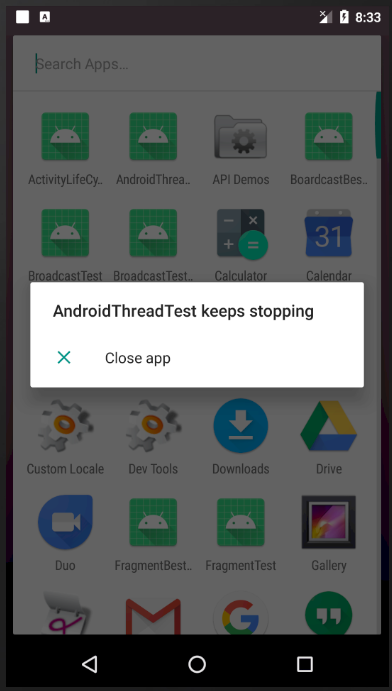 A
8:33
Search Apps...
ActivityLifeCy..
AndroidThrea..
API Demos
BoardcastBes..
BroadcastTest
BroadcastTest..
Calculator
31
Calendar
AndroidThreadTest keeps stopping
Close app
Custom Locale
Dev Tools
Downloads
Drive
Duo
FragmentBest..
FragmentTest
Gallery